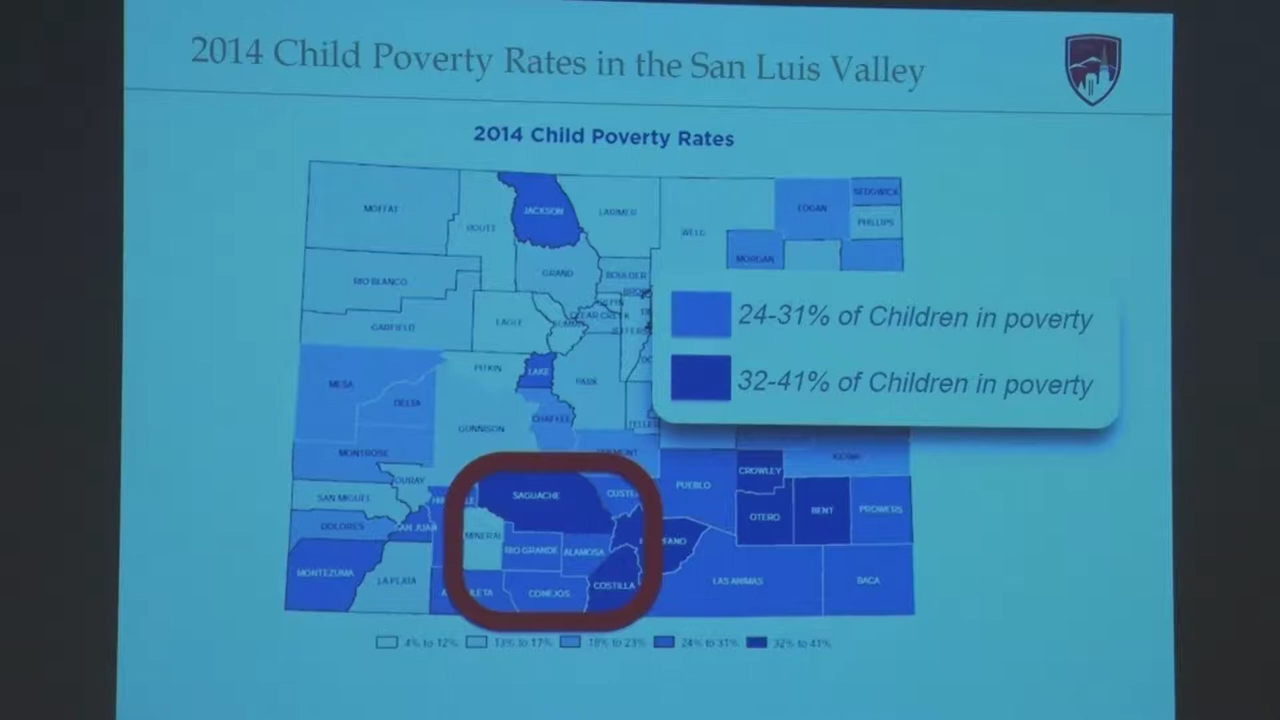 2014 Child Poverty Rates in the San Luis Valley
2014 Child Poverty Rates
MOFFAT
ROUTT
JACKSON
LARIMER
WELD
LOGAN
SEDGWICK
PHILLIPS
MORGAN
RIO BLANCO
GRAND
BOULDER
GARFIELD
EAGLE
CLEAR CREEK
24-31% of Children in poverty
PITKIN
LAKE
PARK
MESA
DELTA
32-41% of Children in poverty
GUNNISON
CHAFFEE
TELLER
MONTROSE
OURAY
SAN MIGUEL
SAGUACHE
PUEBLO
CROWLEY
DOLORES
SAN JUAN
MINERAL
RIO GRANDE
ALAMOSA
OTERO
BENT
PROWERS
MONTEZUMA
LA PLATA
CONEJOS
COSTILLA
LAS ANIMAS
BACA
4% to 12%
13% to 17%
18% to 23%
24% to 31%
32% to 41%